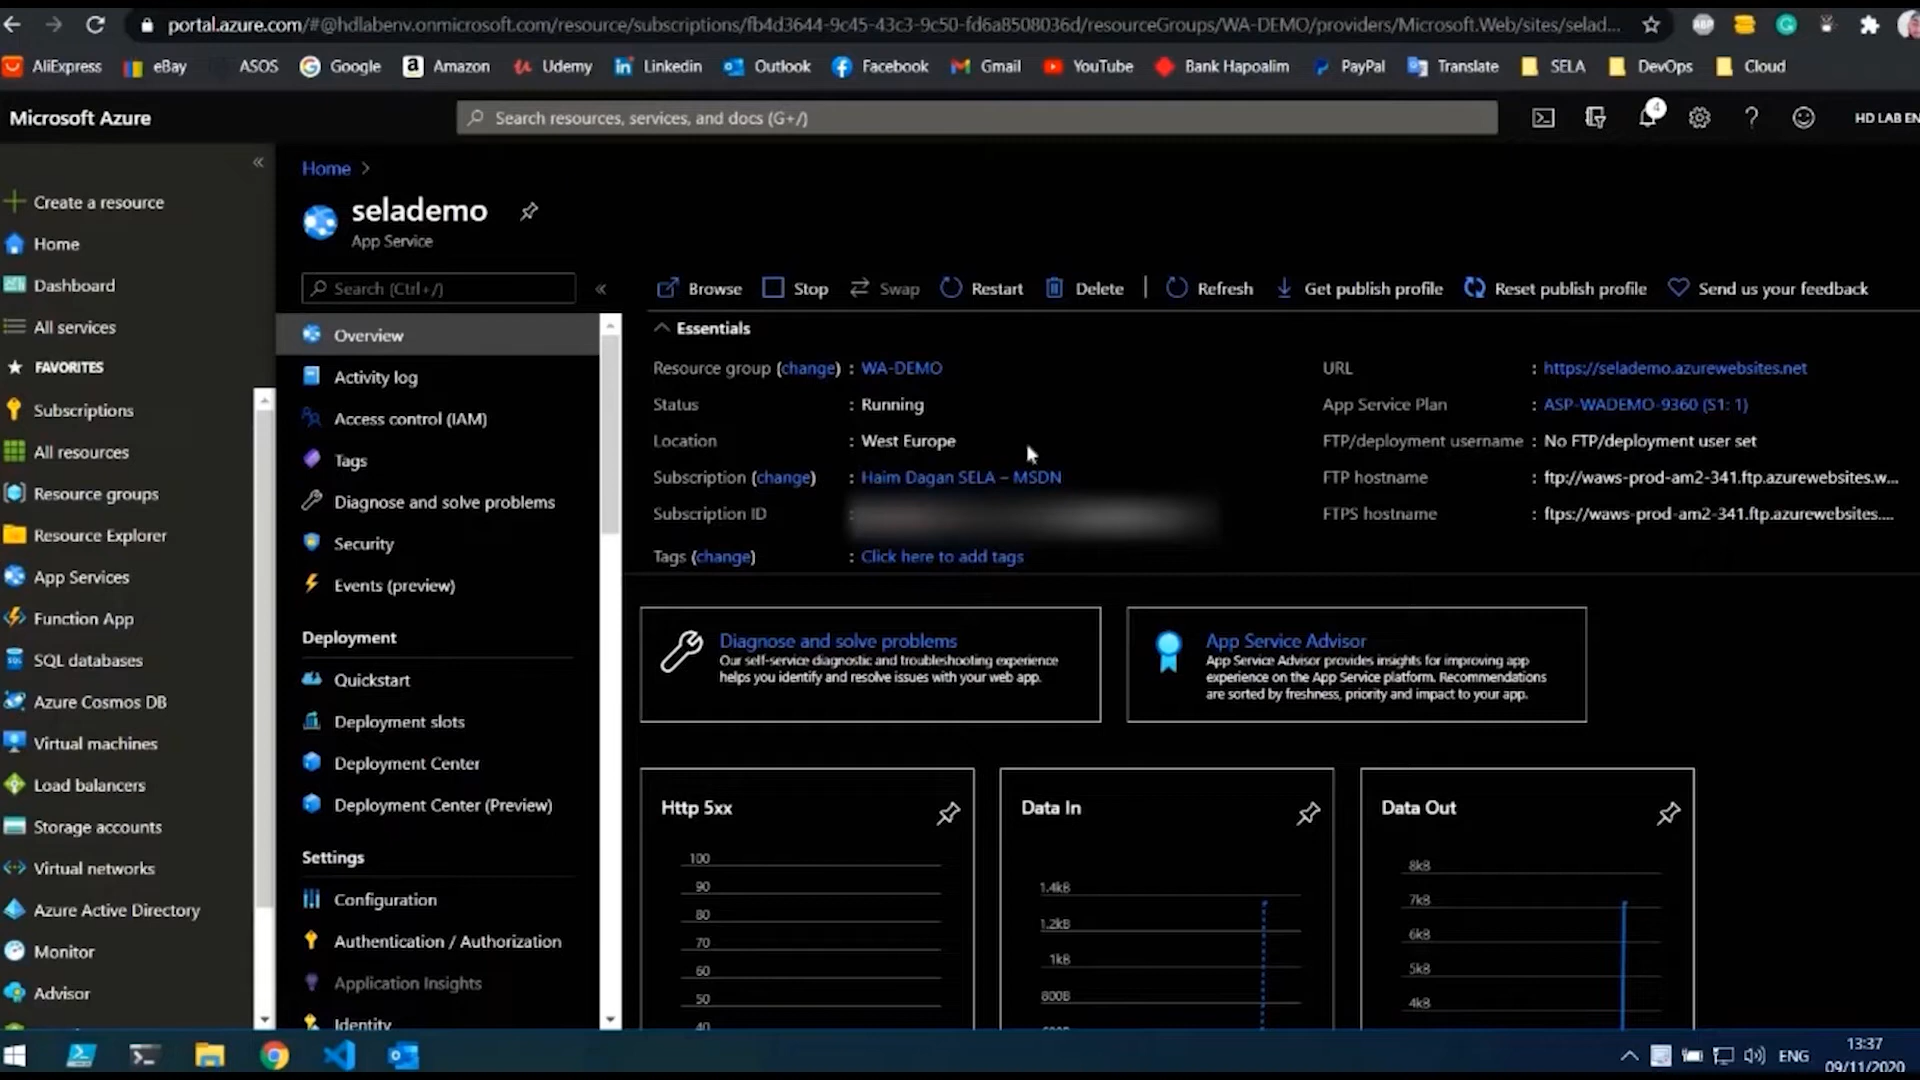 portal.azure.com/#@hdlabenv.onmicrosoft.com/resource/subscriptions/fb4d3644-9c45-43c3-9c50-fd6a8508036d/resourceGroups/WA-DEMO/providers/Microsoft.Web/sites/selad...
AliExpress eBay ASOS Google Amazon Udemy Linkedin Outlook Facebook Gmail YouTube Bank Hapoalim PayPal Translate SELA DevOps Cloud
Microsoft Azure
Search resources, services, and docs (G+/)
4
HD LAB EN
Create a resource
Home
Dashboard
All services
FAVORITES
Subscriptions
All resources
Resource groups
Resource Explorer
App Services
Function App
SQL databases
Azure Cosmos DB
Virtual machines
Load balancers
Storage accounts
Virtual networks
Azure Active Directory
Monitor
Advisor
Home >
selademo
App Service
Search (Ctrl+/)
Overview
Activity log
Access control (IAM)
Tags
Diagnose and solve problems
Security
Events (preview)
Deployment
Quickstart
Deployment slots
Deployment Center
Deployment Center (Preview)
Settings
Configuration
Authentication / Authorization
Application Insights
Identity
Browse Stop Swap Restart Delete Refresh Get publish profile Reset publish profile Send us your feedback
Essentials
Resource group (change) : WA-DEMO
Status : Running
Location : West Europe
Subscription (change) : Haim Dagan SELA – MSDN
Subscription ID :
Tags (change) : Click here to add tags
URL : https://selademo.azurewebsites.net
App Service Plan : ASP-WADEMO-9360 (S1: 1)
FTP/deployment username : No FTP/deployment user set
FTP hostname : ftp://waws-prod-am2-341.ftp.azurewebsites.w...
FTPS hostname : ftps://waws-prod-am2-341.ftp.azurewebsites....
Diagnose and solve problems
Our self-service diagnostic and troubleshooting experience
helps you identify and resolve issues with your web app.
App Service Advisor
App Service Advisor provides insights for improving app
experience on the App Service platform. Recommendations
are sorted by freshness, priority and impact to your app.
Http 5xx
100
90
80
70
60
50
40
Data In
1.4kB
1.2kB
1kB
800B
Data Out
8kB
7kB
6kB
5kB
4kB
ENG
13:37
09/11/2020